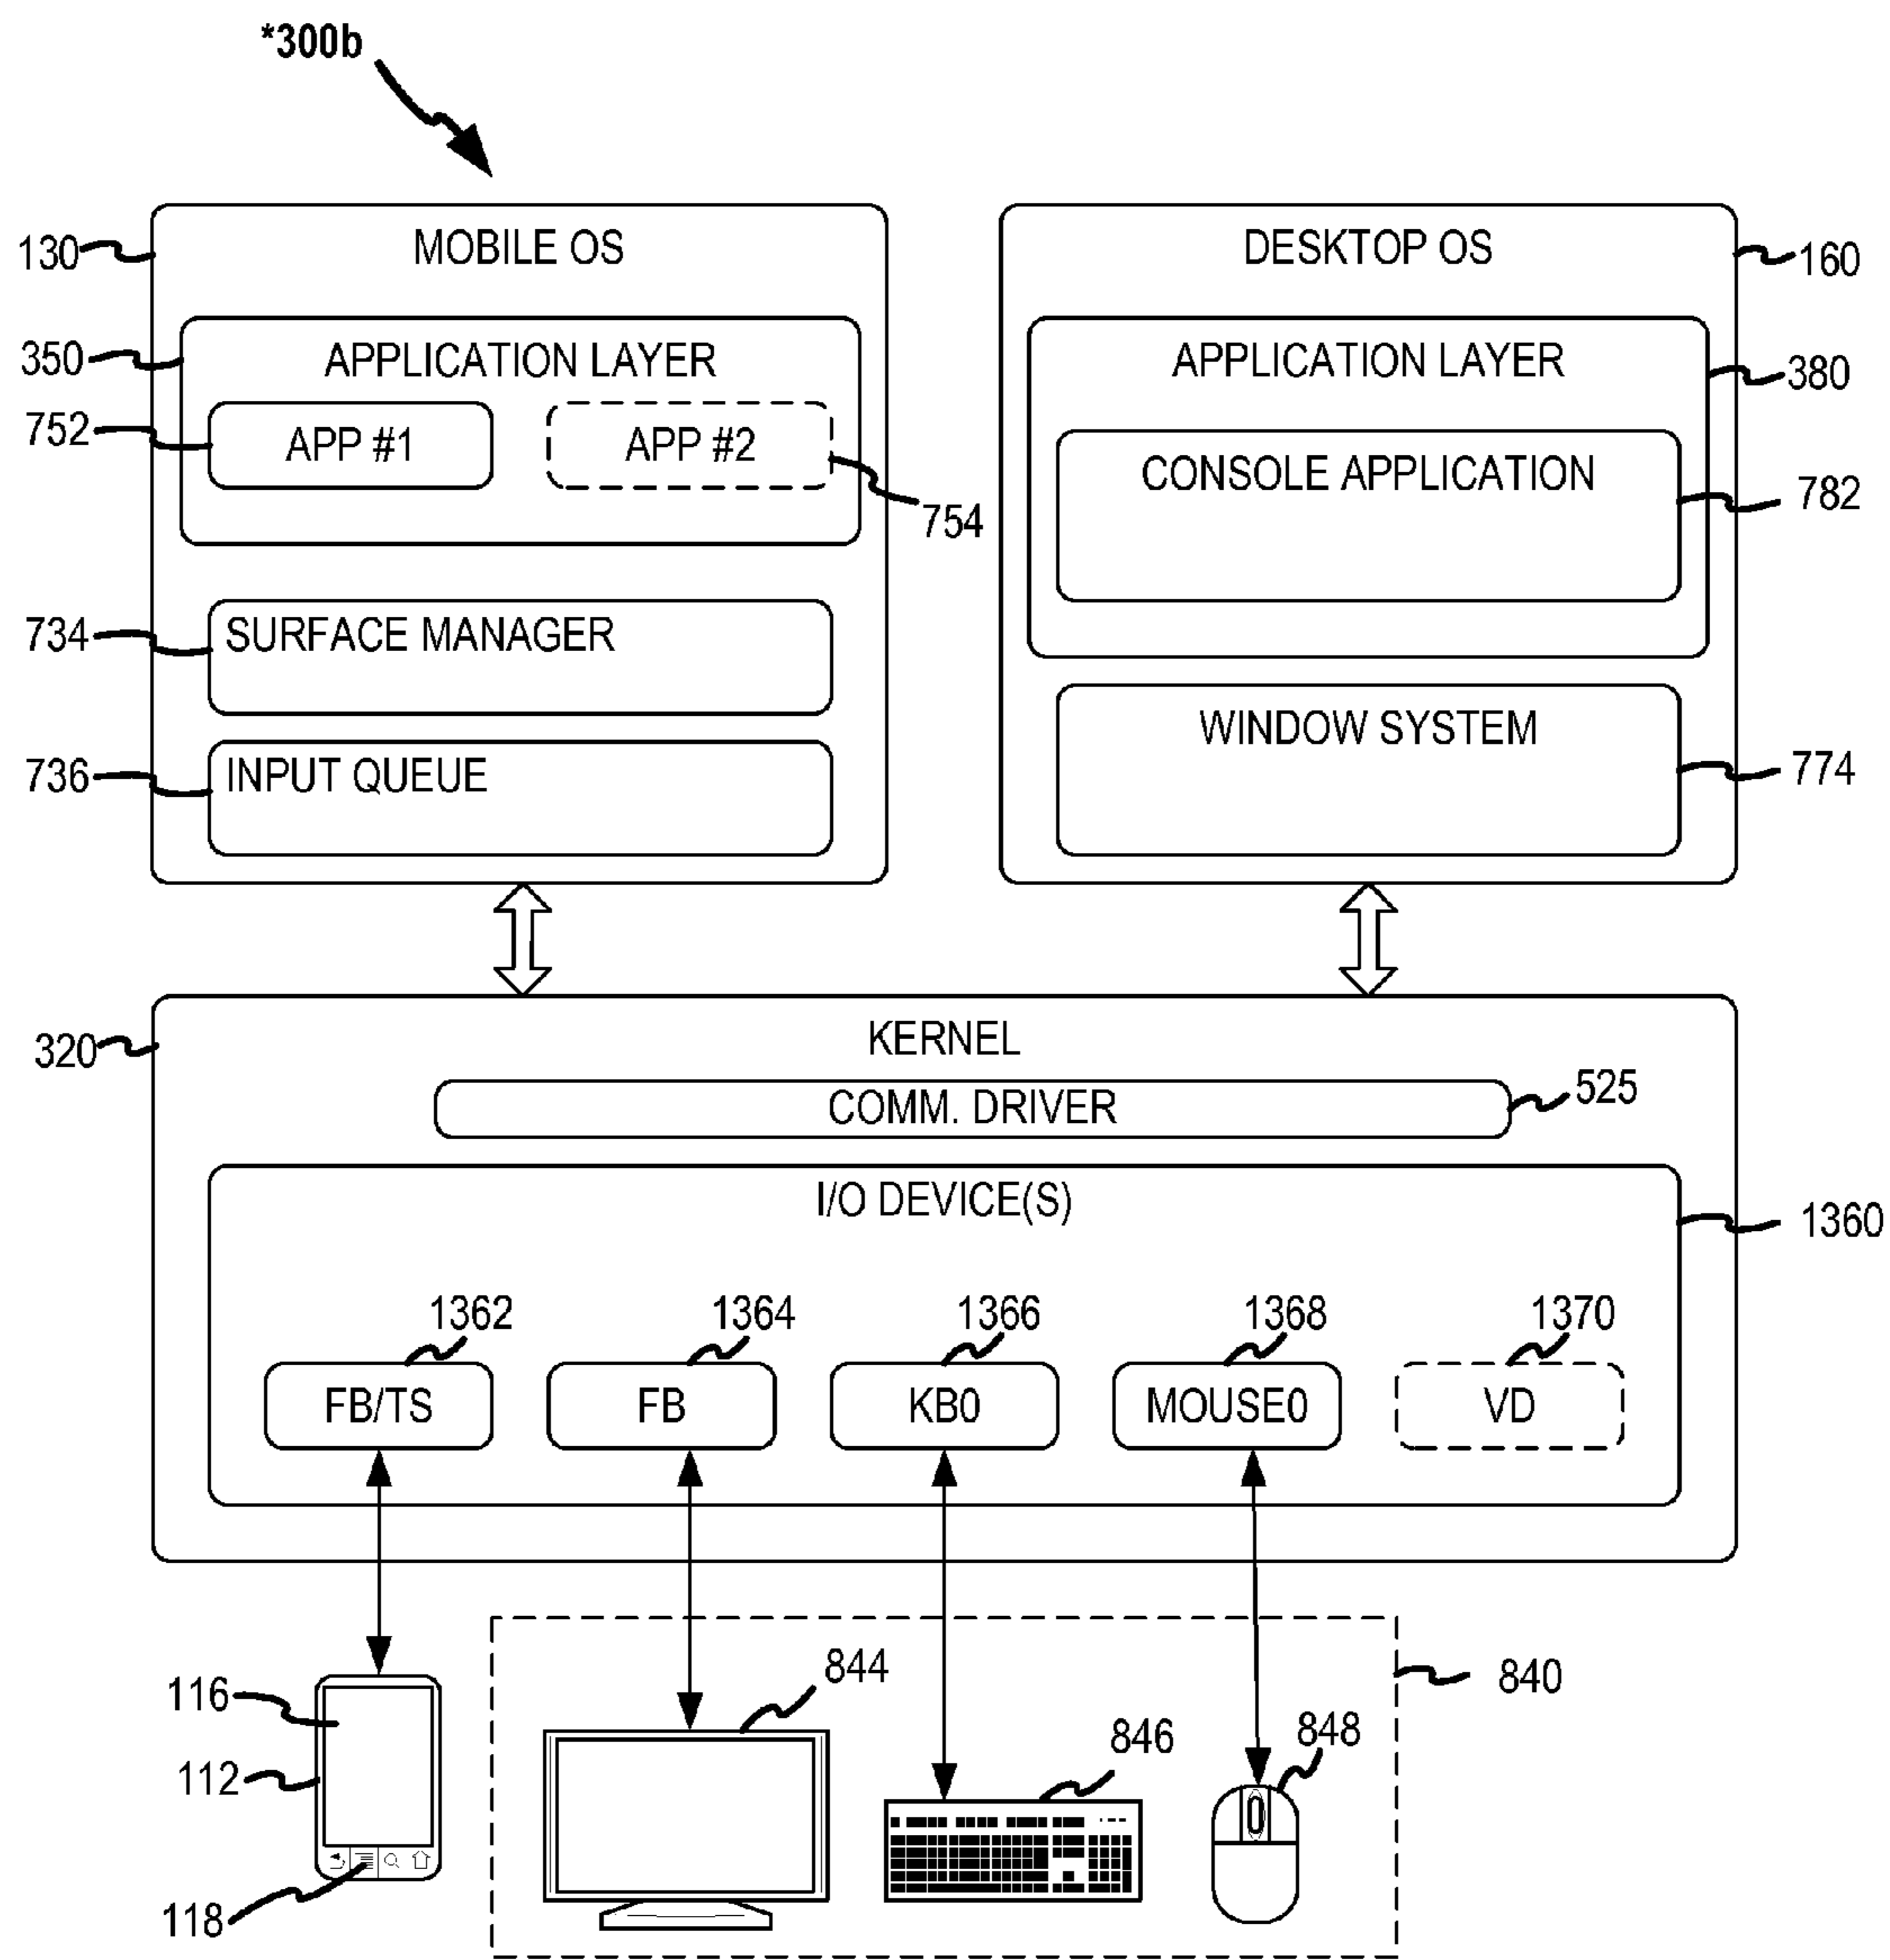 *300b
130
MOBILE OS
DESKTOP OS
160
350
APPLICATION LAYER
APPLICATION LAYER
380
752
APP #1
APP #2
754
CONSOLE APPLICATION
782
734
SURFACE MANAGER
WINDOW SYSTEM
774
736
INPUT QUEUE
320
KERNEL
COMM. DRIVER
525
I/O DEVICE(S)
1360
1362
1364
1366
1368
1370
FB/TS
FB
KB0
MOUSE0
VD
116
112
118
844
846
848
840